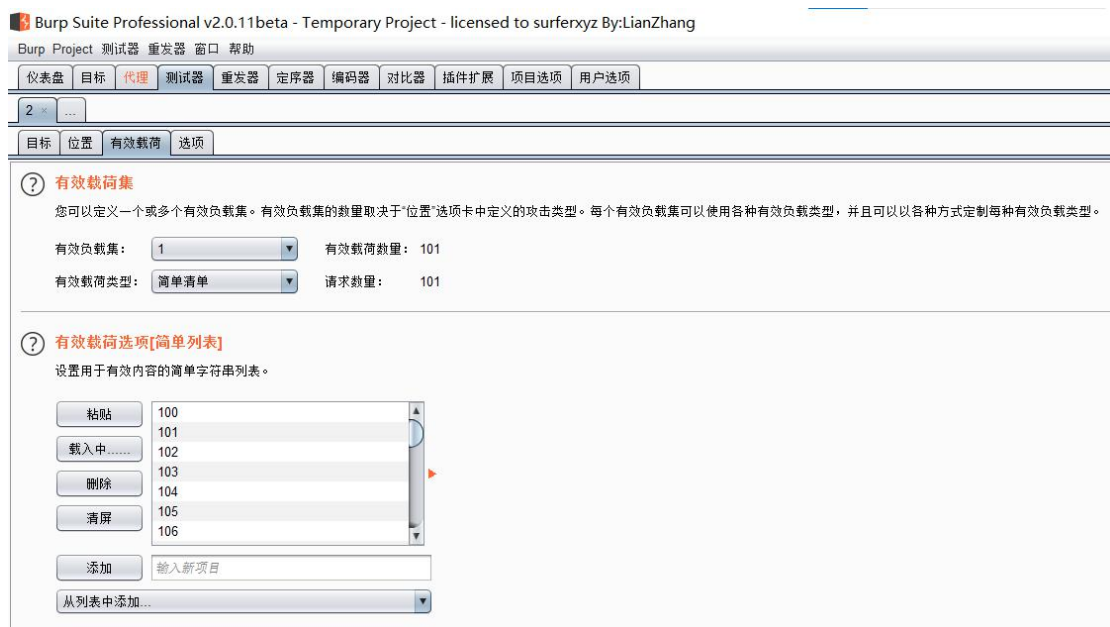 Burp Suite Professional v2.0.11beta - Temporary Project - licensed to surferxyz By:LianZhang
Burp Project 测试器 重发器 窗口 帮助
仪表盘 目标 代理 测试器 重发器 定序器 编码器 对比器 插件扩展 项目选项 用户选项
2 × ...
目标 位置 有效载荷 选项
? 有效载荷集
您可以定义一个或多个有效负载集。有效负载集的数量取决于“位置”选项卡中定义的攻击类型。每个有效负载集可以使用各种有效负载类型，并且可以以各种方式定制每种有效负载类型。
有效负载集： 1 有效载荷数量： 101
有效载荷类型： 简单清单 请求数量： 101
? 有效载荷选项[简单列表]
设置用于有效内容的简单字符串列表。
粘贴 100
101
载入中...... 102
103
删除 104
清屏 105
106
添加 输入新项目
从列表中添加...